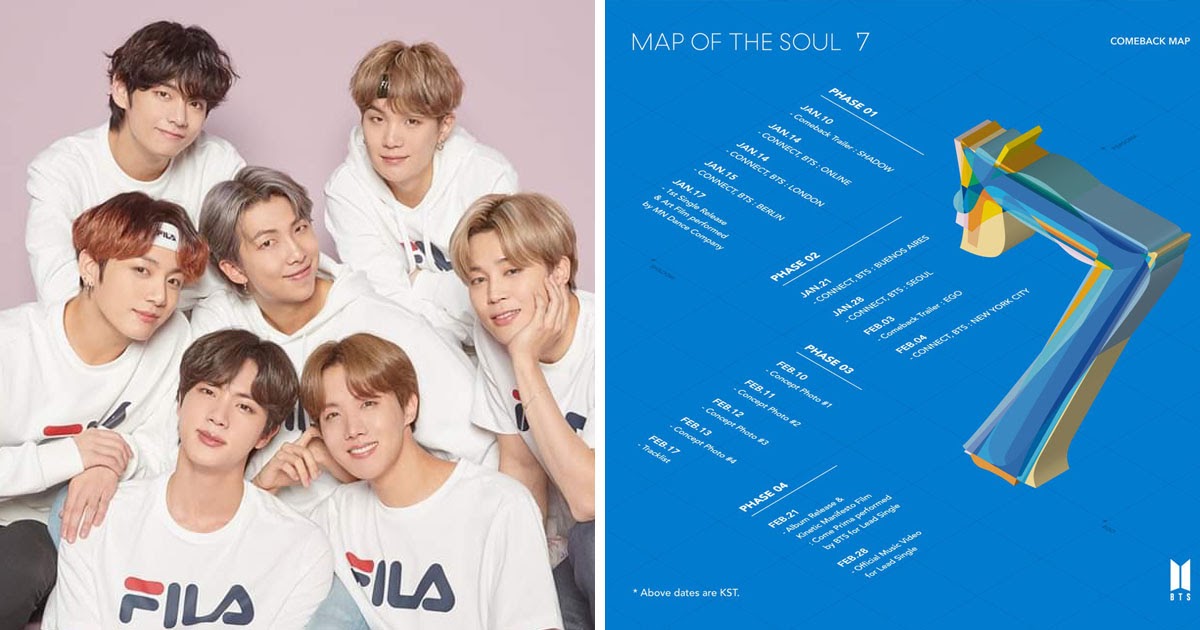 FILA
FILA
FILA
MAP OF THE SOUL 7
COMEBACK MAP
PHASE 01
JAN.10
- Comeback Trailer : SHADOW
JAN.14
- CONNECT, BTS : ONLINE
JAN.14
- CONNECT, BTS : LONDON
JAN.15
- CONNECT, BTS : BERLIN
JAN.17
- 1st Single Release
& Art Film performed
by MN Dance Company
PHASE 02
JAN.21
- CONNECT, BTS : BUENOS AIRES
JAN.28
- CONNECT, BTS : SEOUL
FEB.03
- Comeback Trailer : EGO
FEB.04
- CONNECT, BTS : NEW YORK CITY
PHASE 03
FEB.10
- Concept Photo #1
FEB.11
- Concept Photo #2
FEB.12
- Concept Photo #3
FEB.13
- Concept Photo #4
FEB.17
- Tracklist
PHASE 04
FEB.21
- Album Release &
Kinetic Manifesto Film
: Come Prima performed
by BTS for Lead Single
FEB.28
- Official Music Video
for Lead Single
* Above dates are KST.
BTS